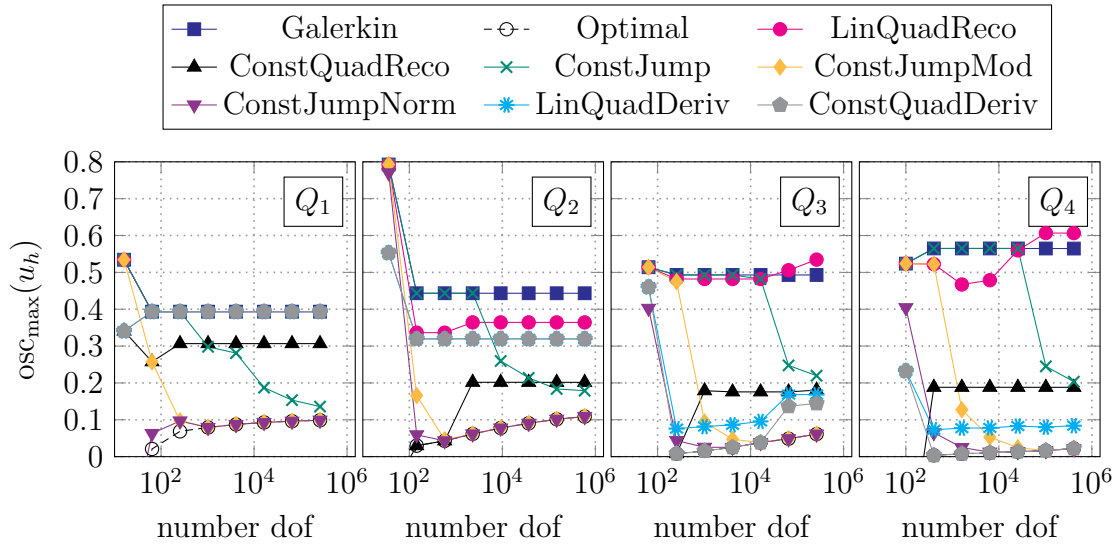 Galerkin Optimal LinQuadReco
ConstQuadReco ConstJump ConstJumpMod
ConstJumpNorm LinQuadDeriv ConstQuadDeriv
osc_max(u_h)
0.8
0.7
0.6
0.5
0.4
0.3
0.2
0.1
0
Q_1 Q_2 Q_3 Q_4
10^2 10^4 10^6 10^2 10^4 10^6 10^2 10^4 10^6 10^2 10^4 10^6
number dof number dof number dof number dof